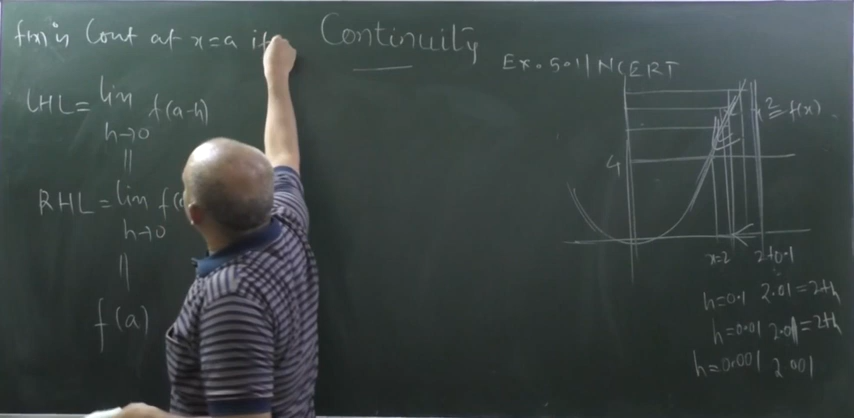 f(x) is Cont at x=a if
Continuity
Ex. 5.1 | NCERT
LHL = lim f(a-h)
h→0
||
RHL = lim f(
h→0
||
f(a)
x² = f(x)
4
x=2 2+0.1
h=0.1 2.01=2+h
h=0.01 2.01=2+h
h=0.001 2.001